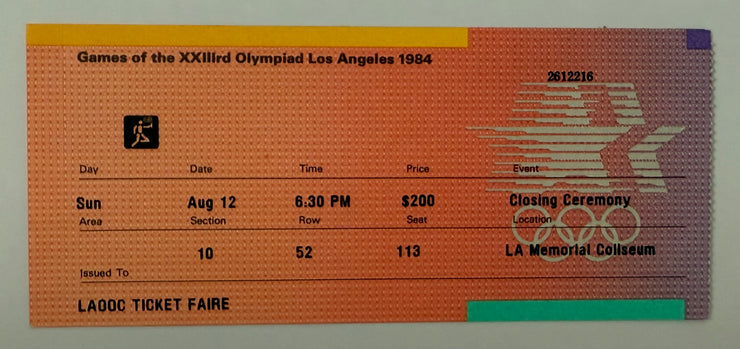 Games of the XXIIIrd Olympiad Los Angeles 1984
2612216
Day Date Time Price Event
Sun Aug 12 6:30 PM $200 Closing Ceremony
Area Section Row Seat Location
10 52 113 LA Memorial Coliseum
Issued To
LAOOC TICKET FAIRE